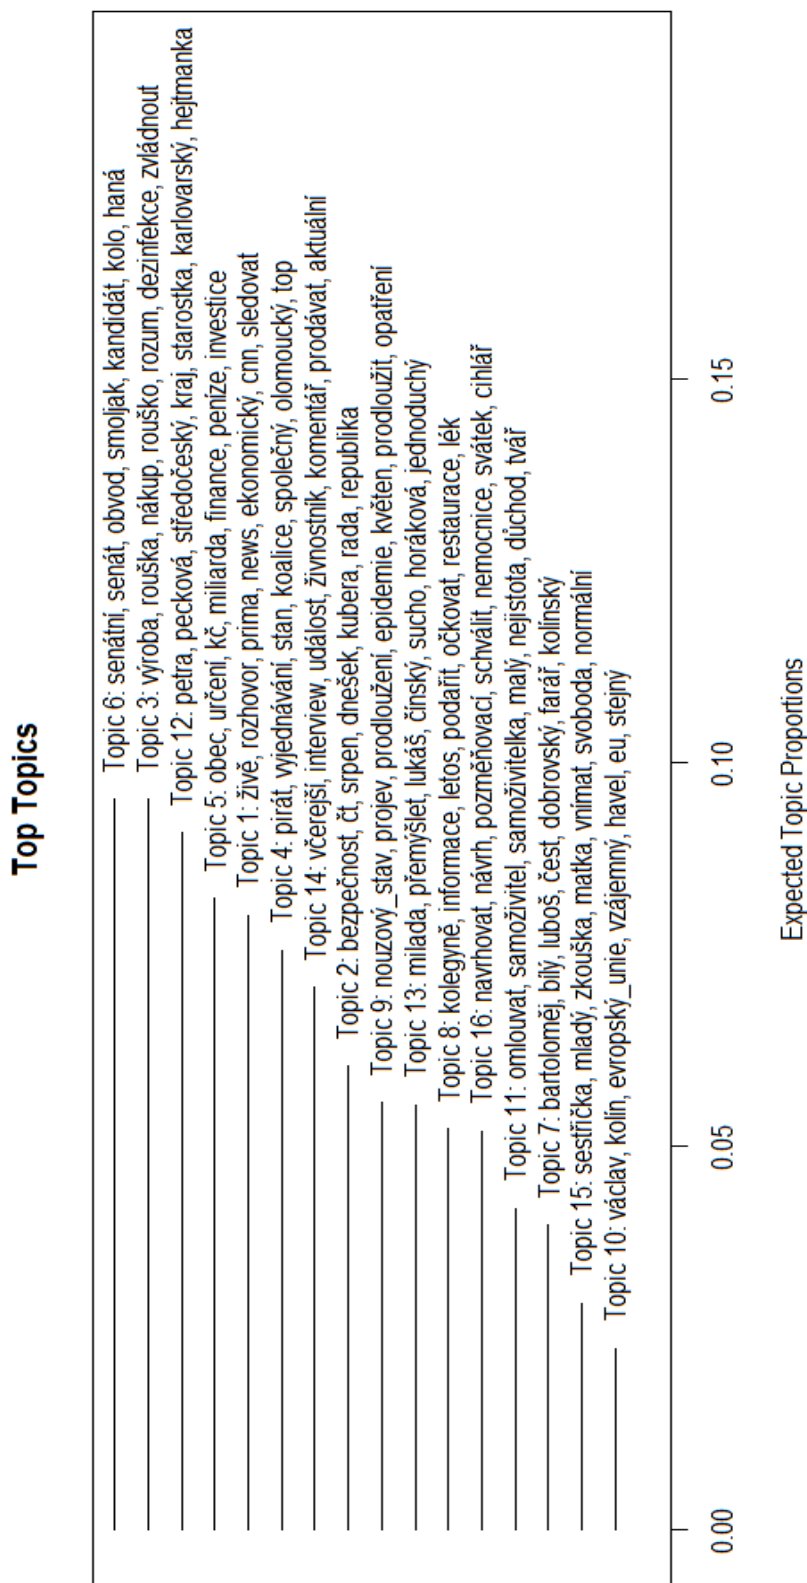 Top Topics
Topic 6: senátní, senát, obvod, smoljak, kandidát, kolo, haná
Topic 3: výroba, rouška, nákup, rouško, rozum, dezinfekce, zvládnout
Topic 12: petra, pecková, středočeský, kraj, starostka, karlovarský, hejtmanka
Topic 5: obec, určení, kč, miliarda, finance, peníze, investice
Topic 1: živě, rozhovor, prima, news, ekonomický, cnn, sledovat
Topic 4: pirát, vyjednávání, stan, koalice, společný, olomoucký, top
Topic 14: včerejší, interview, událost, živnostník, komentář, prodávat, aktuální
Topic 2: bezpečnost, čt, srpen, dnešek, kubera, rada, republika
Topic 9: nouzový_stav, projev, prodloužení, epidemie, květen, prodloužit, opatření
Topic 13: milada, přemýšlet, lukáš, čínský, sucho, horáková, jednoduchý
Topic 8: kolegyně, informace, letos, podařit, očkovat, restaurace, lék
Topic 16: navrhovat, návrh, pozměňovací, schválit, nemocnice, svátek, cihlář
Topic 11: omlouvat, samoživitel, samoživitelka, malý, nejistota, důchod, tvář
Topic 7: bartoloměj, bílý, luboš, čest, dobrovský, farář, kolínský
Topic 15: sestřička, mladý, zkouška, matka, vnímat, svoboda, normální
Topic 10: václav, kolín, evropský_unie, vzájemný, havel, eu, stejný
0.00
0.05
0.10
0.15
Expected Topic Proportions